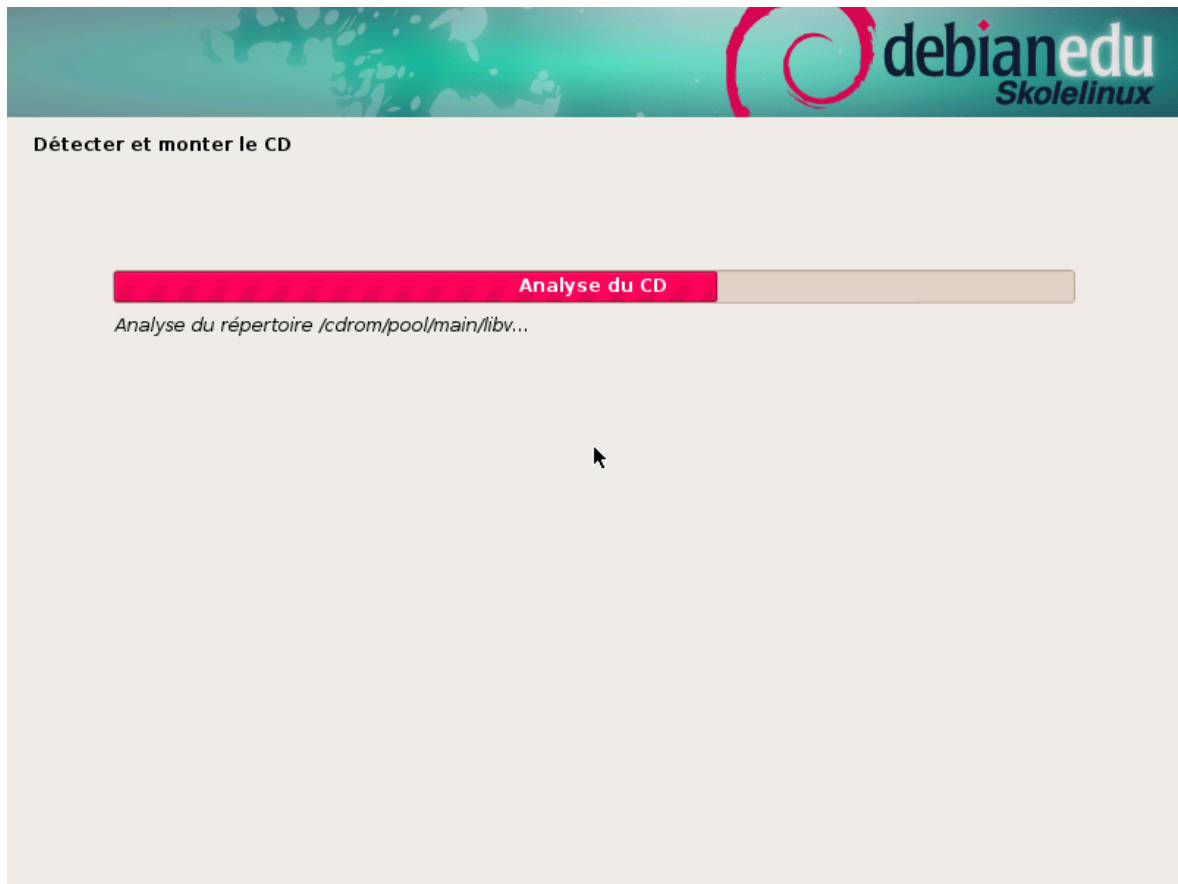 debianedu
Skolelinux
Détecter et monter le CD
Analyse du CD
Analyse du répertoire /cdrom/pool/main/libv...